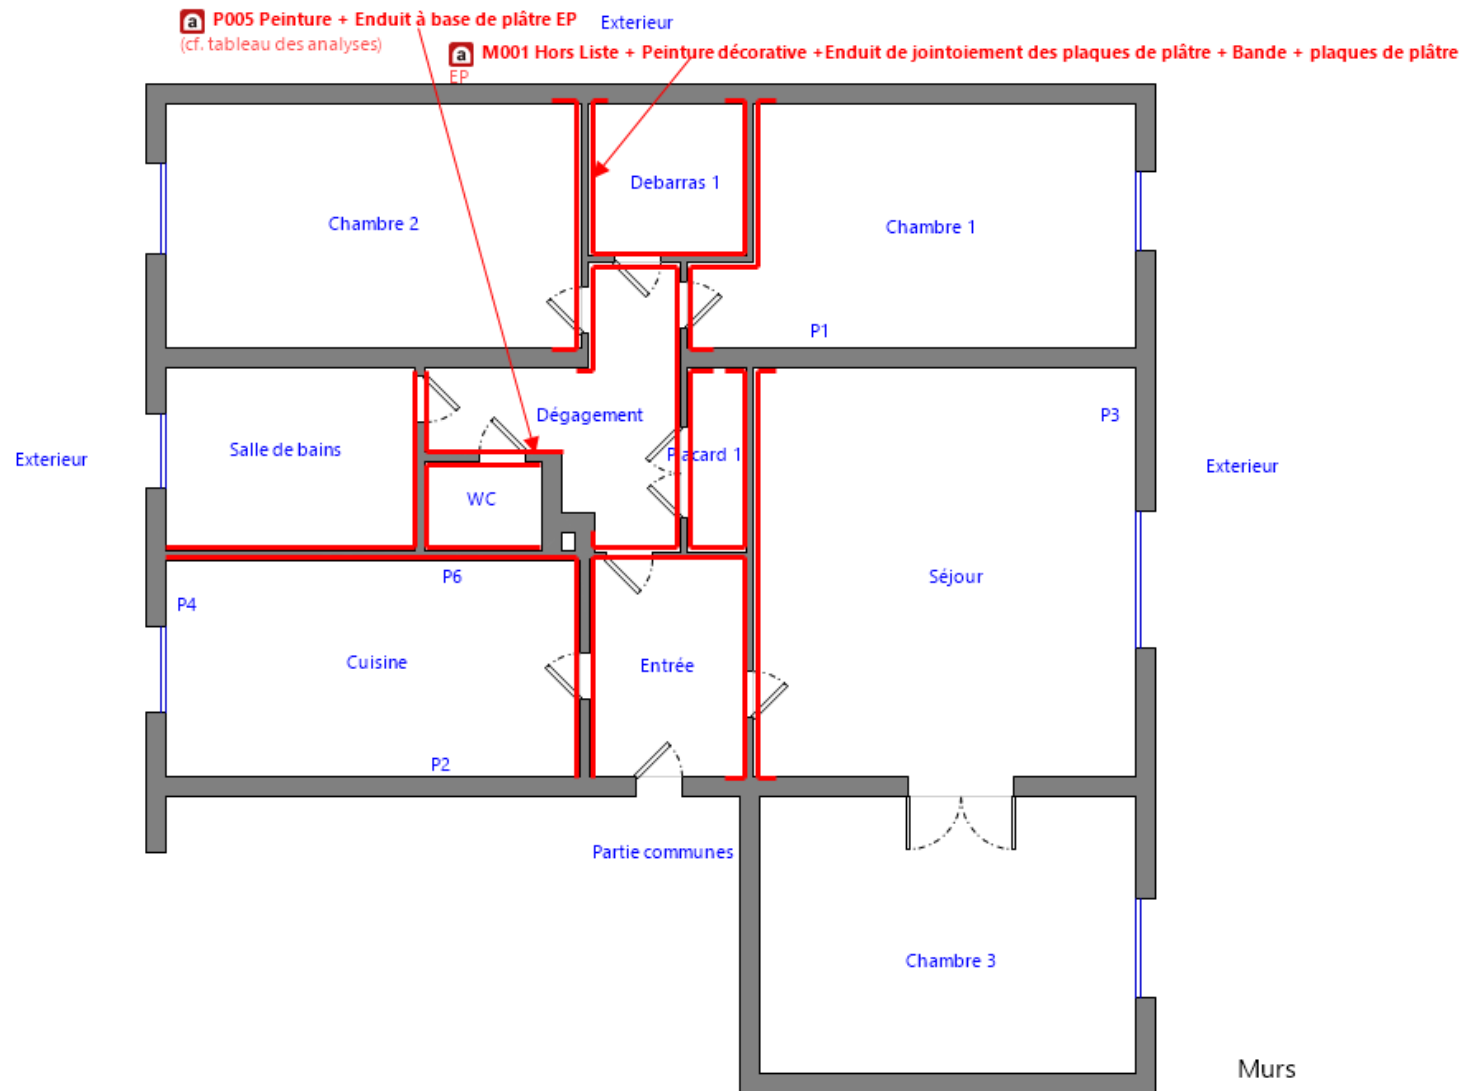 a P005 Peinture + Enduit à base de plâtre EP
Exterieur
(cf. tableau des analyses)
a M001 Hors Liste + Peinture décorative +Enduit de jointoiement des plaques de plâtre + Bande + plaques de plâtre
EP
Debarras 1
Chambre 2
Chambre 1
P1
Dégagement
P3
Salle de bains
Placard 1
Exterieur
Exterieur
WC
P6
Séjour
P4
Cuisine
Entrée
P2
Partie communes
Chambre 3
Murs